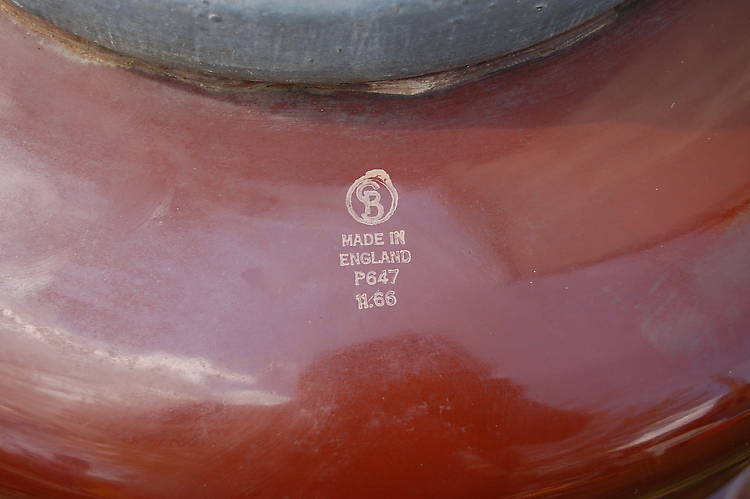 CB
MADE IN
ENGLAND
P647
11.66